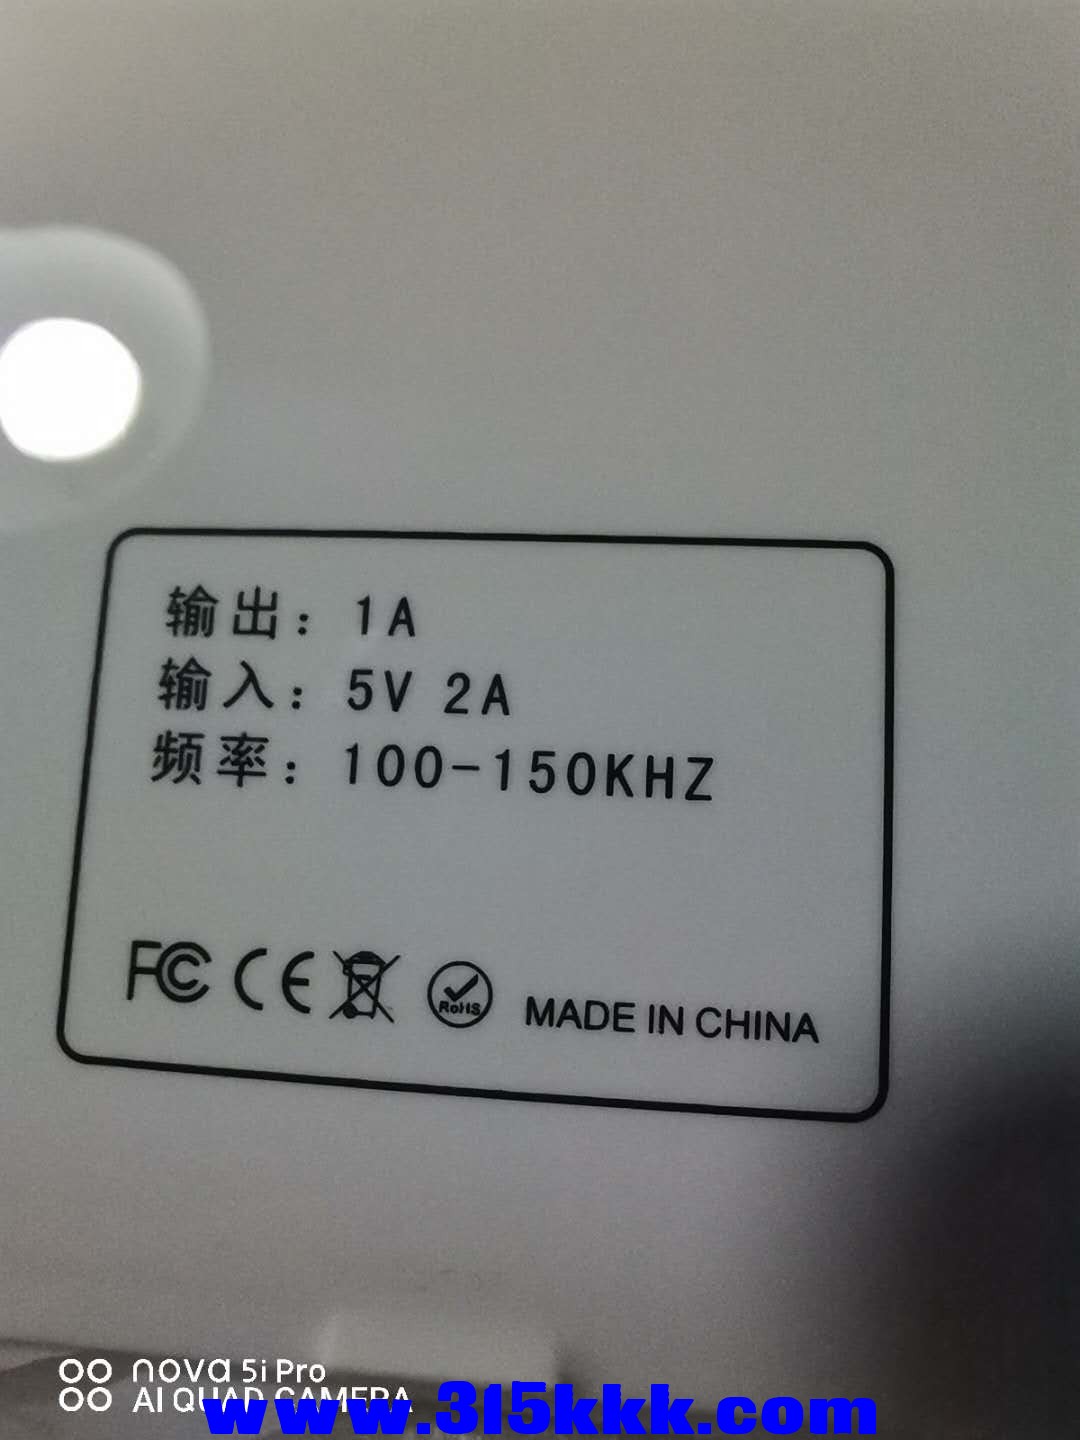 输出：1A
输入：5V 2A
频率：100-150KHZ
FC CE RoHS MADE IN CHINA
nova 5i Pro
AI QUAD CAMERA
www.315kkk.com